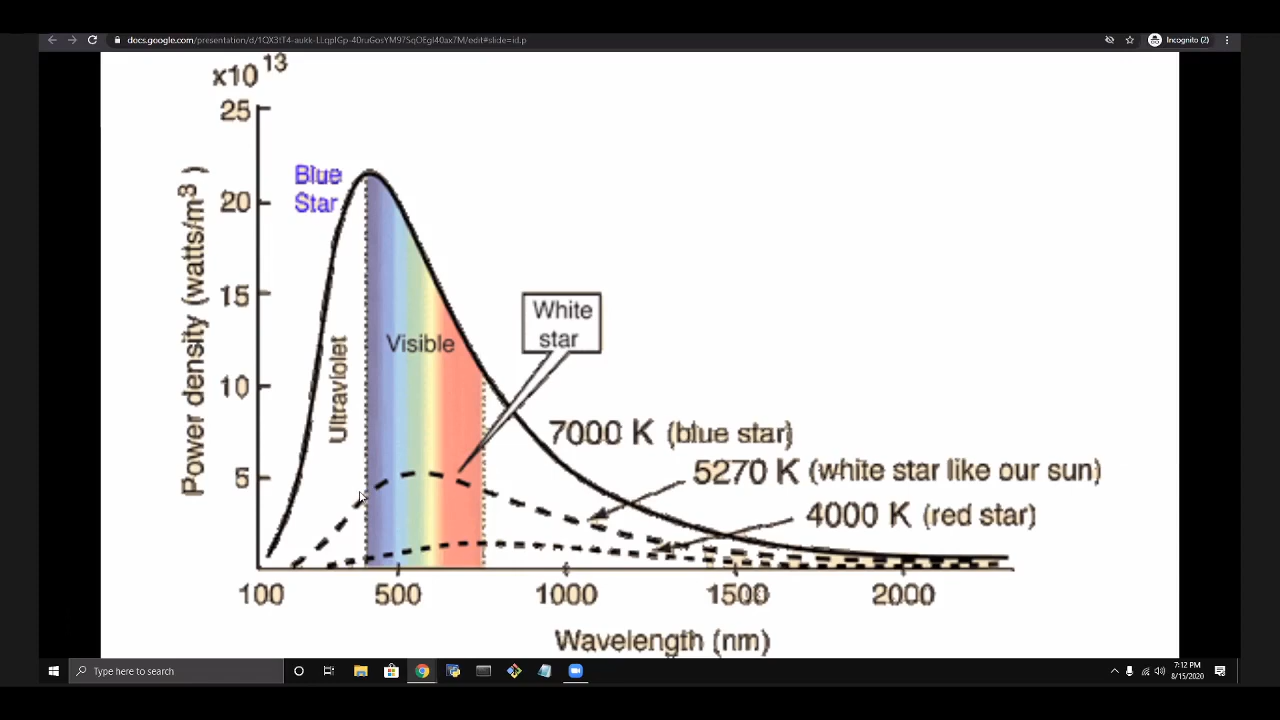 Incognito (2)
x10 13
25
20
15
10
5
Power density (watts/m3)
Blue
Star
Ultraviolet
Visible
White
star
7000 K (blue star)
5270 K (white star like our sun)
4000 K (red star)
100
500
1000
1500
2000
Wavelength (nm)
Type here to search
7:12 PM
8/15/2020